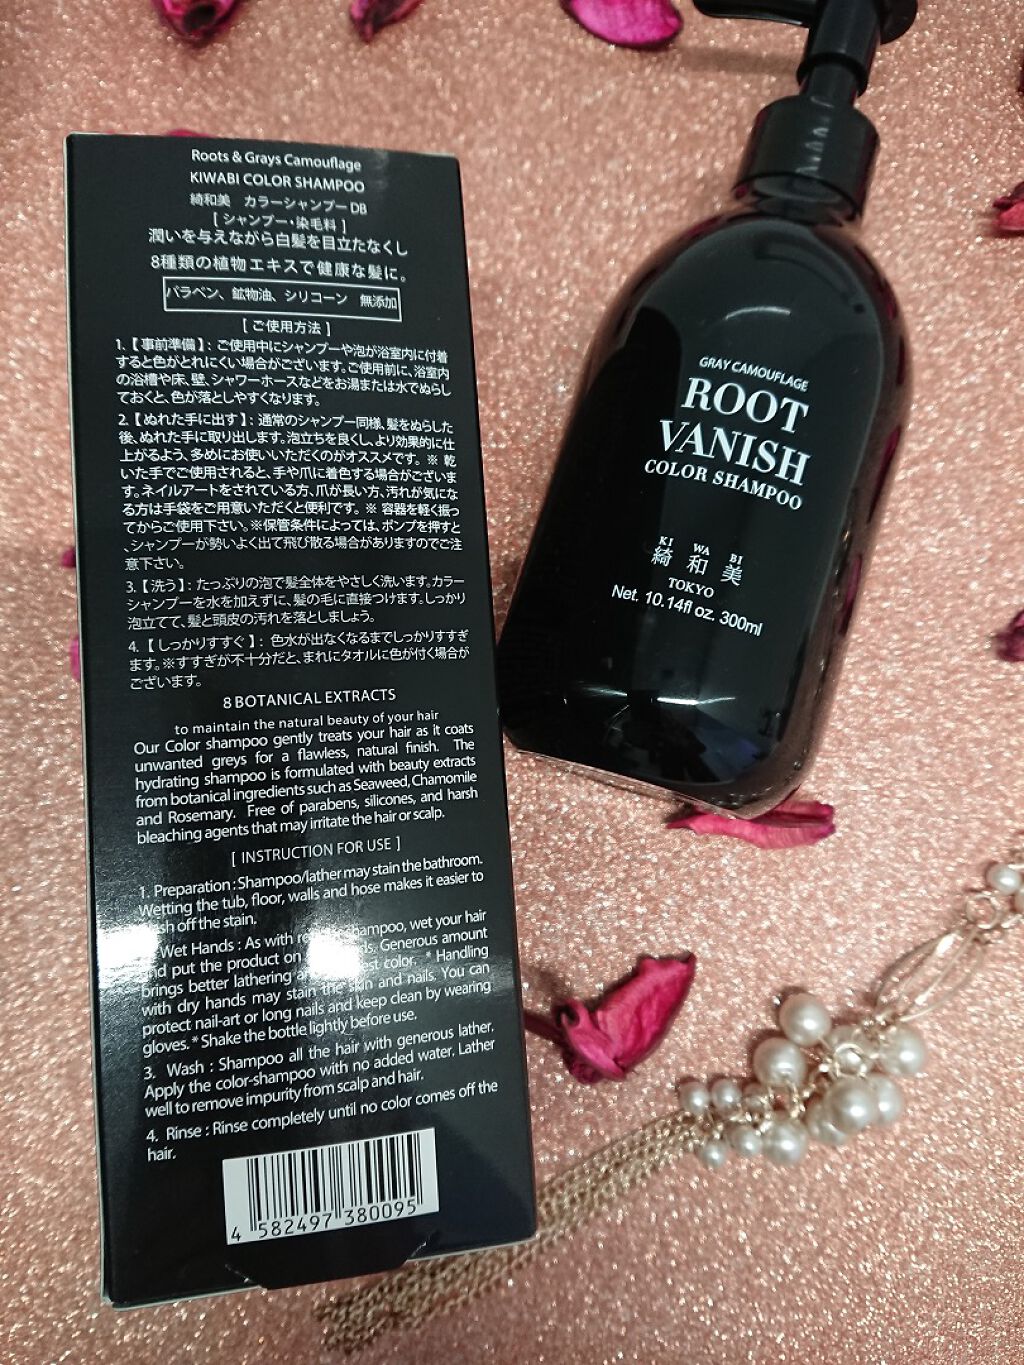 Roots & Grays Camouflage
KIWABI COLOR SHAMPOO
綺和美 カラーシャンプーDB
[シャンプー・染毛料]
潤いを与えながら白髪を目立たなくし
8種類の植物エキスで健康な髪に。
パラベン、鉱物油、シリコーン 無添加
[ご使用方法]
1.【事前準備】: ご使用中にシャンプーや泡が浴室内に付着
すると色がとれにくい場合がございます。ご使用前に、浴室内
の浴槽や床、壁、シャワーホースなどをお湯または水でぬらし
ておくと、色が落としやすくなります。
2.【ぬれた手に出す】: 通常のシャンプー同様、髪をぬらした
後、ぬれた手に取り出します。泡立ちを良くし、より効果的に仕
上がるよう、多めにお使いいただくのがオススメです。※ 乾
いた手でご使用されると、手や爪に着色する場合がございま
す。ネイルアートをされている方、爪が長い方、汚れが気にな
る方は手袋をご用意いただくと便利です。※ 容器を軽く振っ
てからご使用下さい。※保管条件によっては、ポンプを押すと
、シャンプーが勢いよく出て飛び散る場合がありますのでご注
意下さい。
3.【洗う】: たっぷりの泡で髪全体をやさしく洗います。カラー
シャンプーを水を加えずに、髪の毛に直接つけます。しっかり
泡立てて、髪と頭皮の汚れを落としましょう。
4.【しっかりすすぐ】: 色水が出なくなるまでしっかりすすぎ
ます。※すすぎが不十分だと、まれにタオルに色が付く場合が
ございます。
8 BOTANICAL EXTRACTS
to maintain the natural beauty of your hair
Our Color shampoo gently treats your hair as it coats
unwanted greys for a flawless, natural finish. The
hydrating shampoo is formulated with beauty extracts
from botanical ingredients such as Seaweed, Chamomile
and Rosemary. Free of parabens, silicones, and harsh
bleaching agents that may irritate the hair or scalp.
[ INSTRUCTION FOR USE ]
1. Preparation : Shampoo/lather may stain the bathroom.
Wetting the tub, floor, walls and hose makes it easier to
off the stain.
Wet Hands : As with shampoo, wet your hair
and put the product on Generous amount
brings better lathering color. * Handling
with dry hands may stain the skin and nails. You can
protect nail-art or long nails and keep clean by wearing
gloves. * Shake the bottle lightly before use.
3. Wash : Shampoo all the hair with generous lather.
Apply the color-shampoo with no added water. Lather
well to remove impurity from scalp and hair.
4. Rinse : Rinse completely until no color comes off the
hair.
4 582497 380095
GRAY CAMOUFLAGE
ROOT
VANISH
COLOR SHAMPOO
KI WA BI
綺和美
TOKYO
Net. 10.14fl oz. 300ml